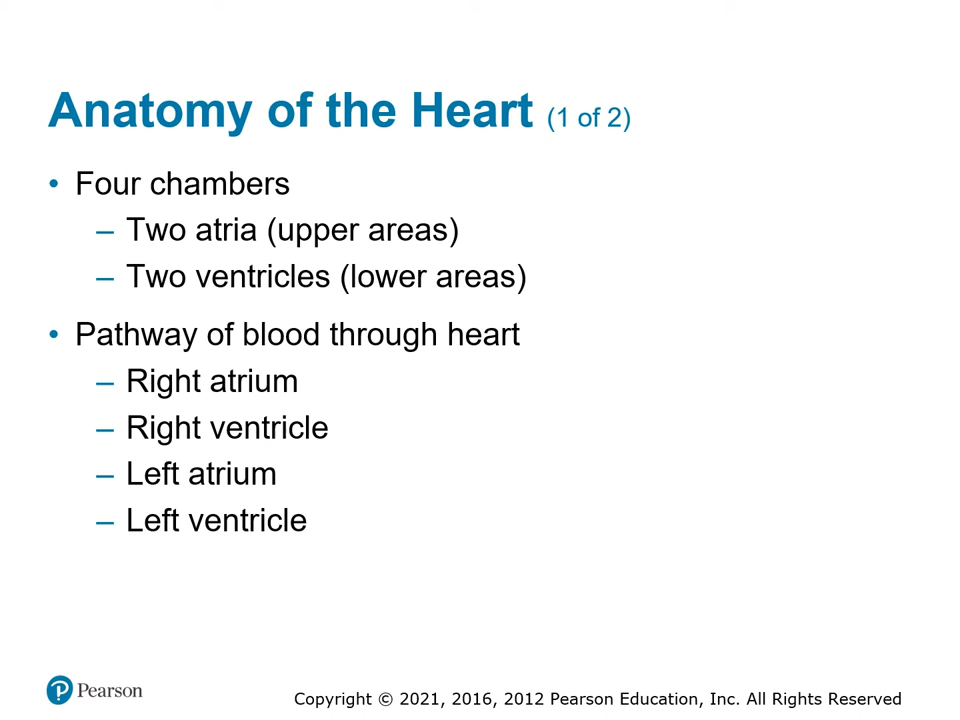 Anatomy of the Heart (1 of 2)
• Four chambers
– Two atria (upper areas)
– Two ventricles (lower areas)
• Pathway of blood through heart
– Right atrium
– Right ventricle
– Left atrium
– Left ventricle
P Pearson
Copyright © 2021, 2016, 2012 Pearson Education, Inc. All Rights Reserved